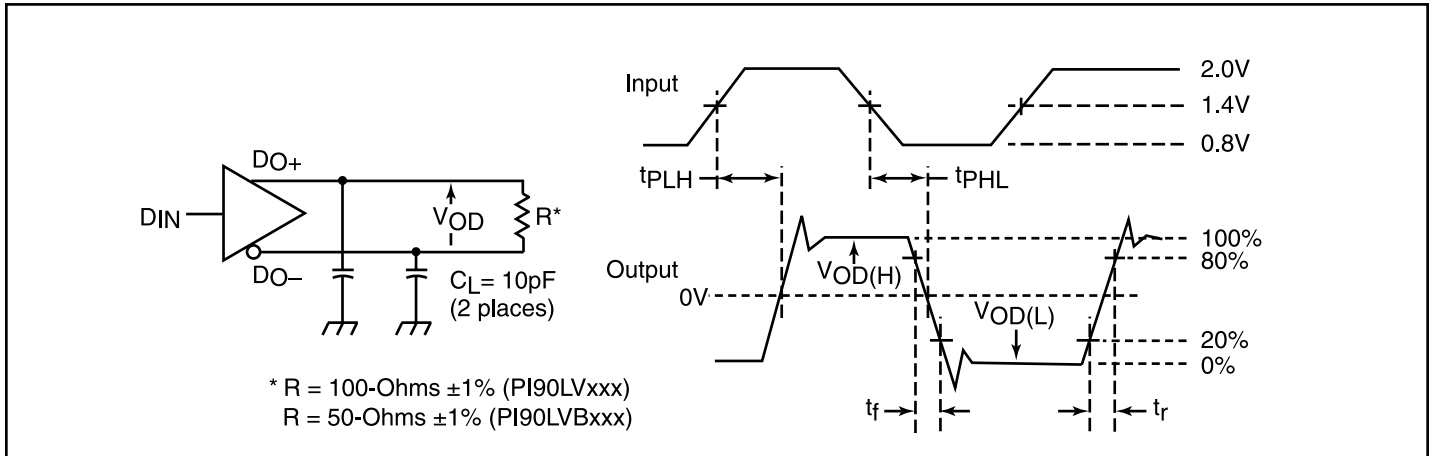 Input
2.0V
1.4V
0.8V
tPLH
tPHL
DIN
DO+
DO–
VOD
R*
CL= 10pF
(2 places)
Output
0V
VOD(H)
VOD(L)
100%
80%
20%
0%
tf
tr
* R = 100-Ohms ±1% (PI90LVxxx)
R = 50-Ohms ±1% (PI90LVBxxx)